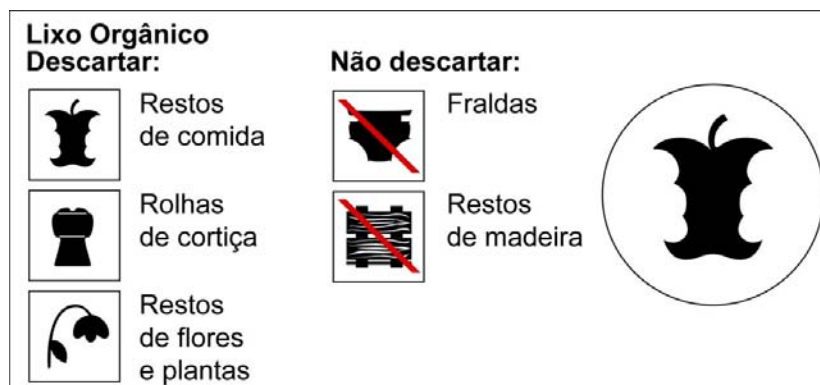 Lixo Orgânico
Descartar:
Restos
de comida
Rolhas
de cortiça
Restos
de flores
e plantas
Não descartar:
Fraldas
Restos
de madeira